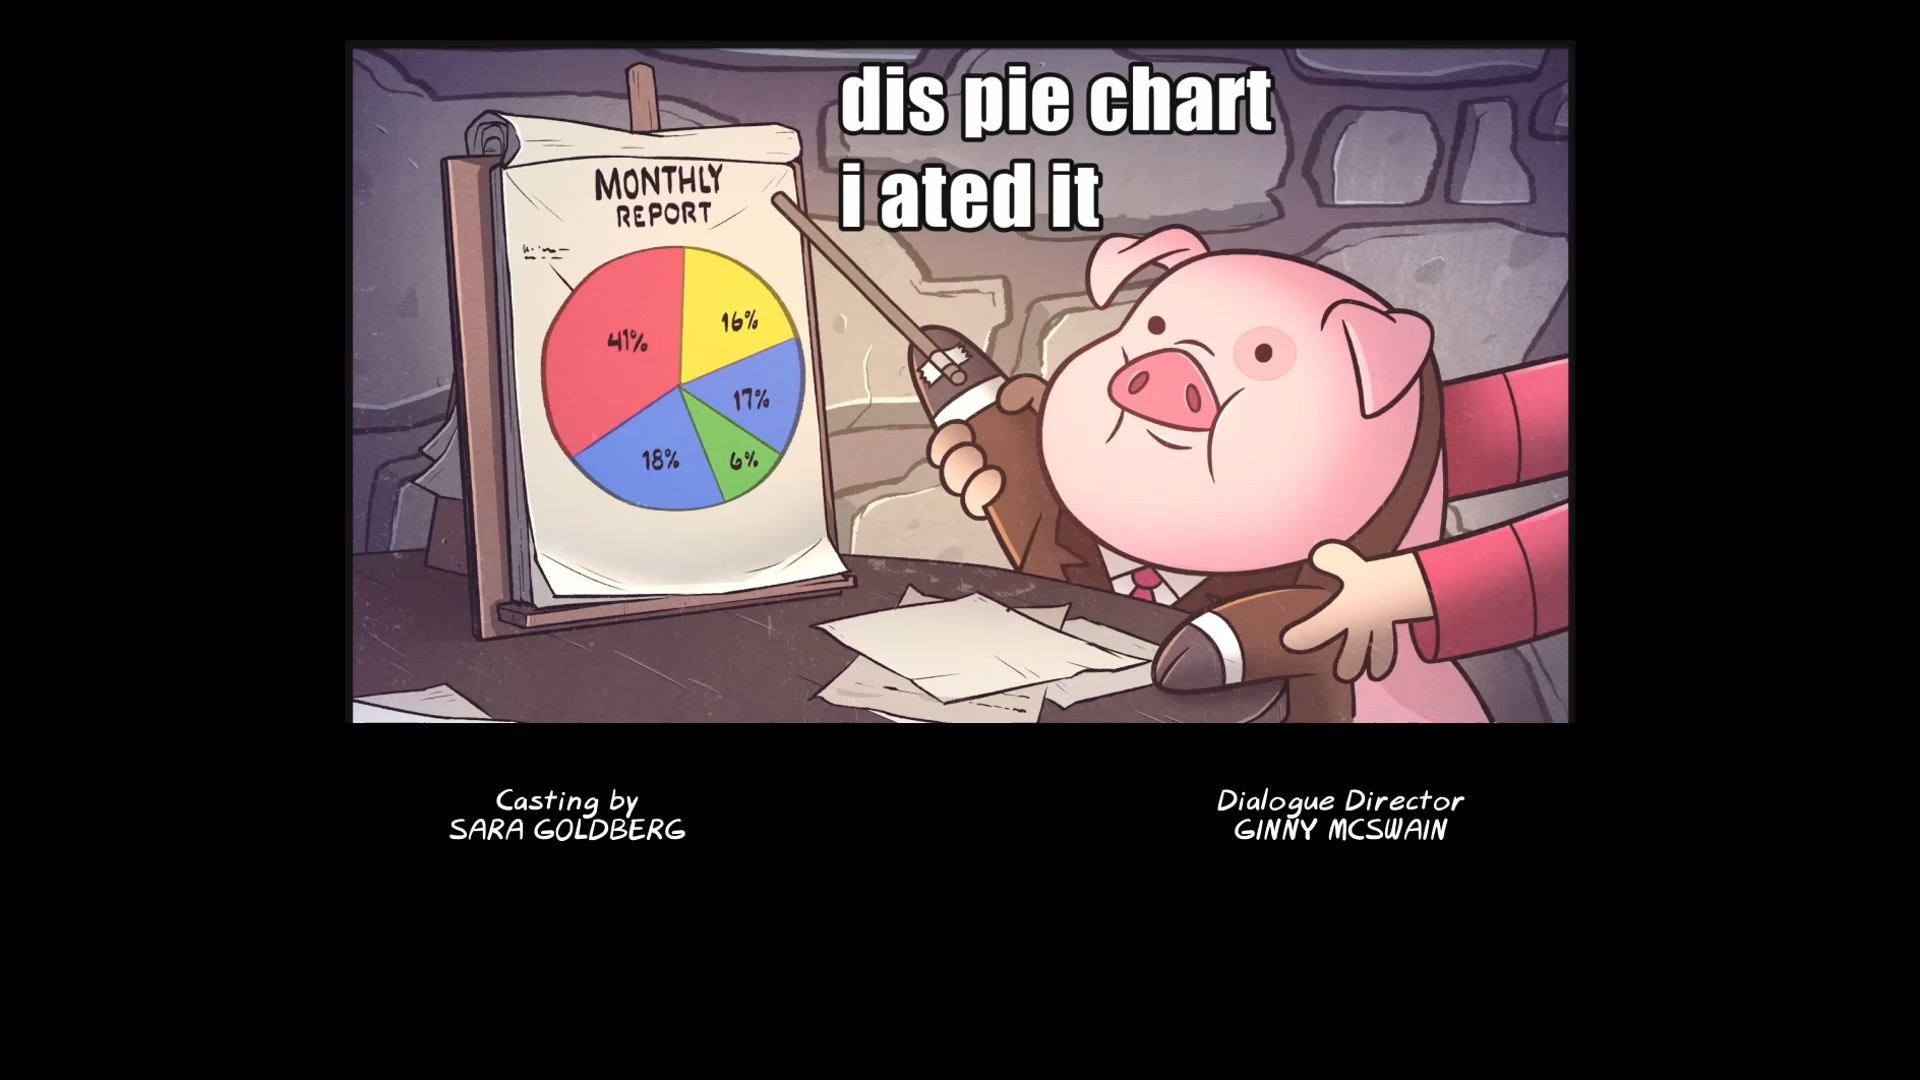 dis pie chart
i ated it
MONTHLY
REPORT
41%
16%
17%
18%
6%
Casting by
SARA GOLDBERG
Dialogue Director
GINNY MCSWAIN